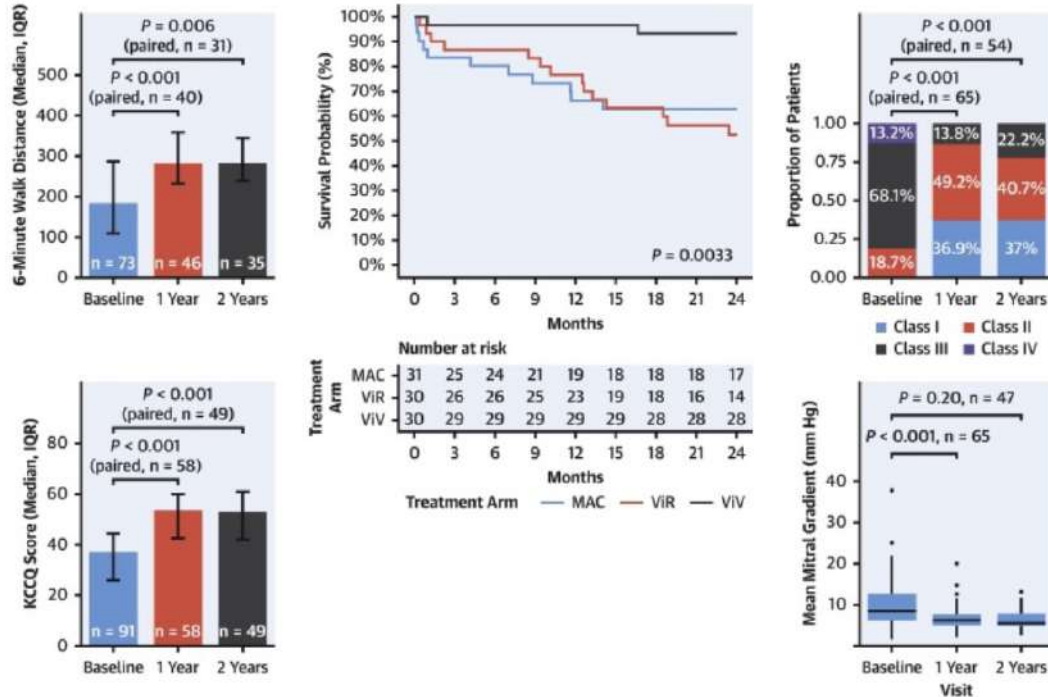 6-Minute Walk Distance (Median, IQR)
P = 0.006
(paired, n = 31)
P < 0.001
(paired, n = 40)
500
400
300
200
100
0
n = 73 n = 46 n = 35
Baseline 1 Year 2 Years
Survival Probability (%)
100%
90%
80%
70%
60%
50%
40%
30%
20%
10%
0%
P = 0.0033
0 3 6 9 12 15 18 21 24
Months
Number at risk
Treatment Arm
MAC 31 25 24 21 19 18 18 18 17
ViR 30 26 26 25 23 19 18 16 14
ViV 30 29 29 29 29 29 28 28 28
0 3 6 9 12 15 18 21 24
Months
Treatment Arm MAC ViR ViV
Proportion of Patients
P < 0.001
(paired, n = 54)
P < 0.001
(paired, n = 65)
1.00
0.75
0.50
0.25
0.00
13.2% 13.8% 22.2%
68.1% 49.2% 40.7%
18.7% 36.9% 37%
Baseline 1 Year 2 Years
Class I Class II
Class III Class IV
KCCQ Score (Median, IQR)
P < 0.001
(paired, n = 49)
P < 0.001
(paired, n = 58)
80
60
40
20
0
n = 91 n = 58 n = 49
Baseline 1 Year 2 Years
Mean Mitral Gradient (mm Hg)
P = 0.20, n = 47
P < 0.001, n = 65
40
30
20
10
Baseline 1 Year 2 Years
Visit